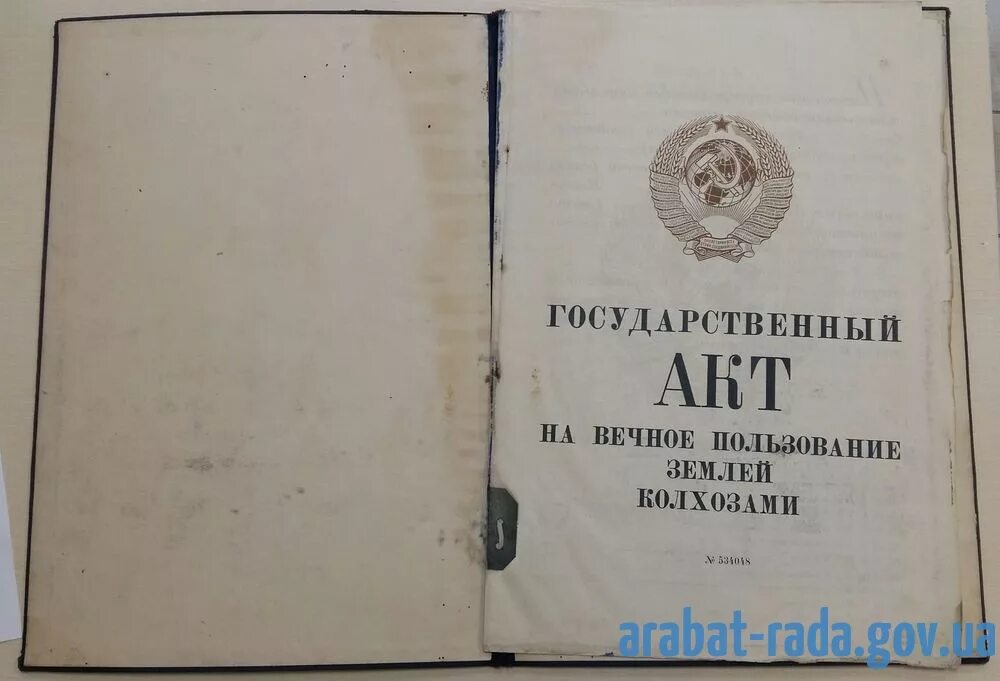 ГОСУДАРСТВЕННЫЙ
АКТ
НА ВЕЧНОЕ ПОЛЬЗОВАНИЕ
ЗЕМЛЕЙ
КОЛХОЗАМИ
№ 534048
arabat-rada.gov.ua